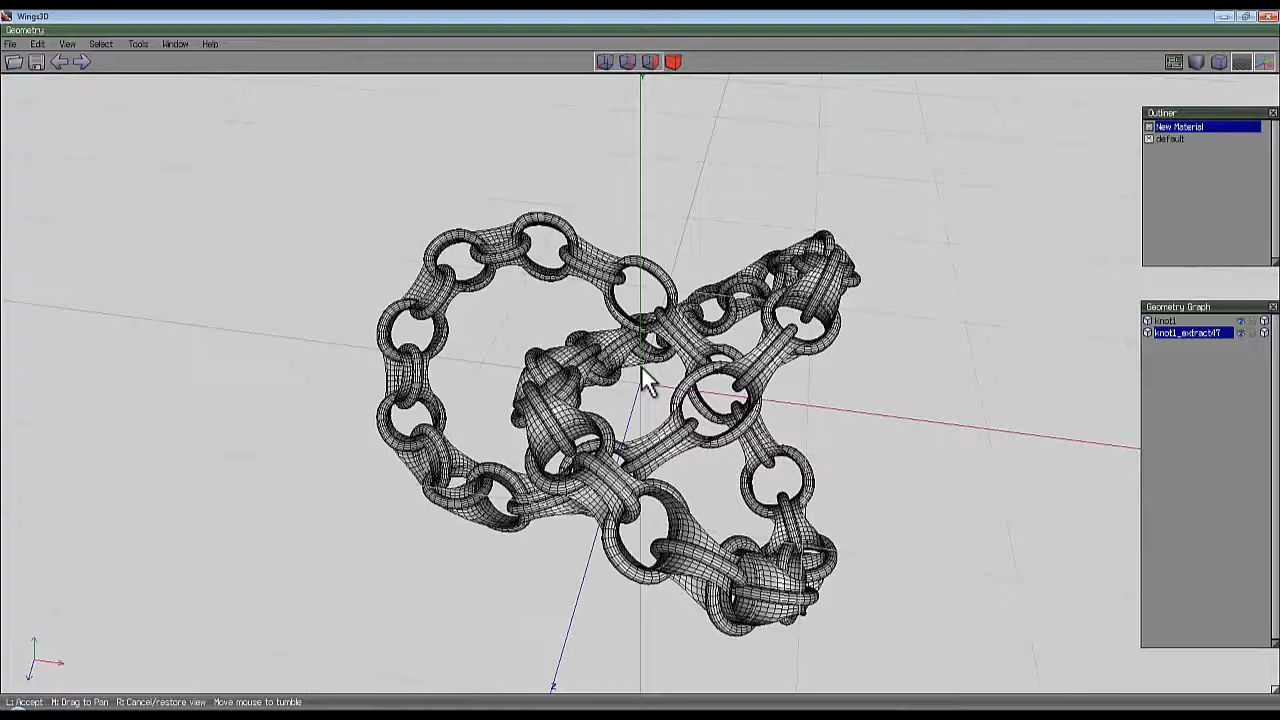 Wings3D
Geometry
File Edit View Select Tools Window Help
Outliner
New Material
default
Geometry Graph
knot1
knot1_extract47
Z
L: Accept M: Drag to Pan R: Cancel/restore view Move mouse to tumble